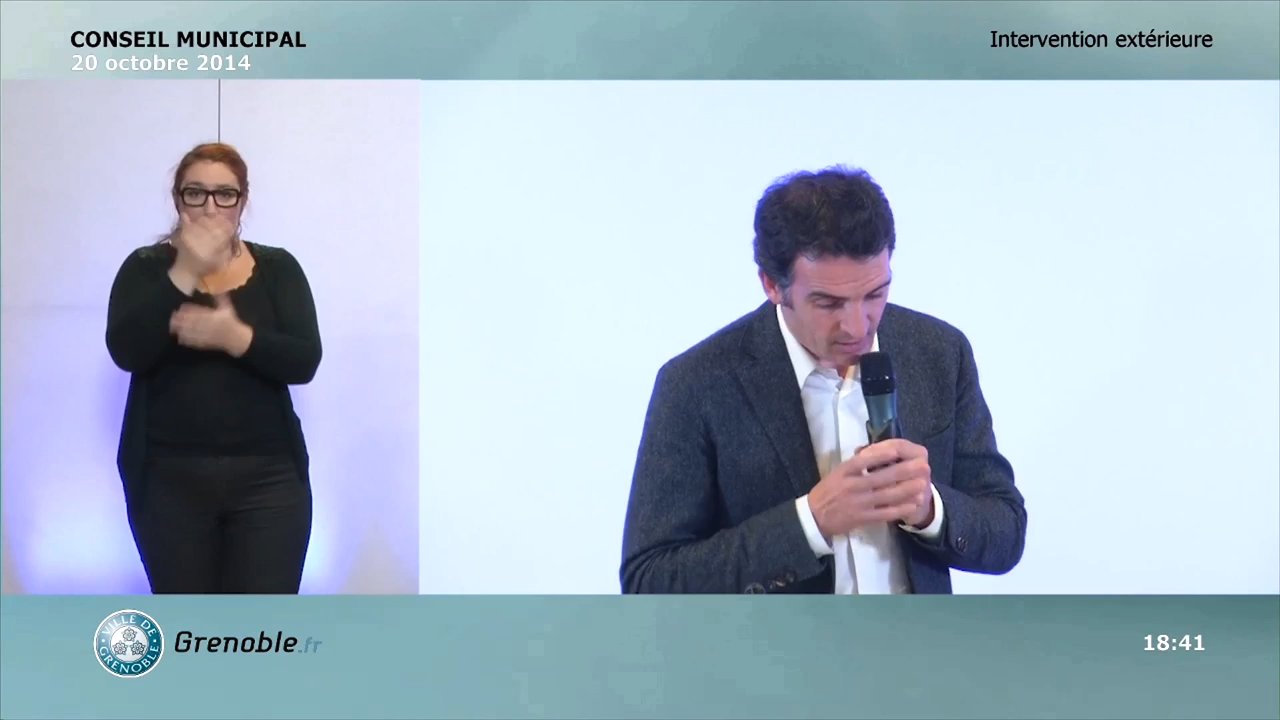 CONSEIL MUNICIPAL
20 octobre 2014
Intervention extérieure
VILLE DE GRENOBLE
Grenoble.fr
18:41